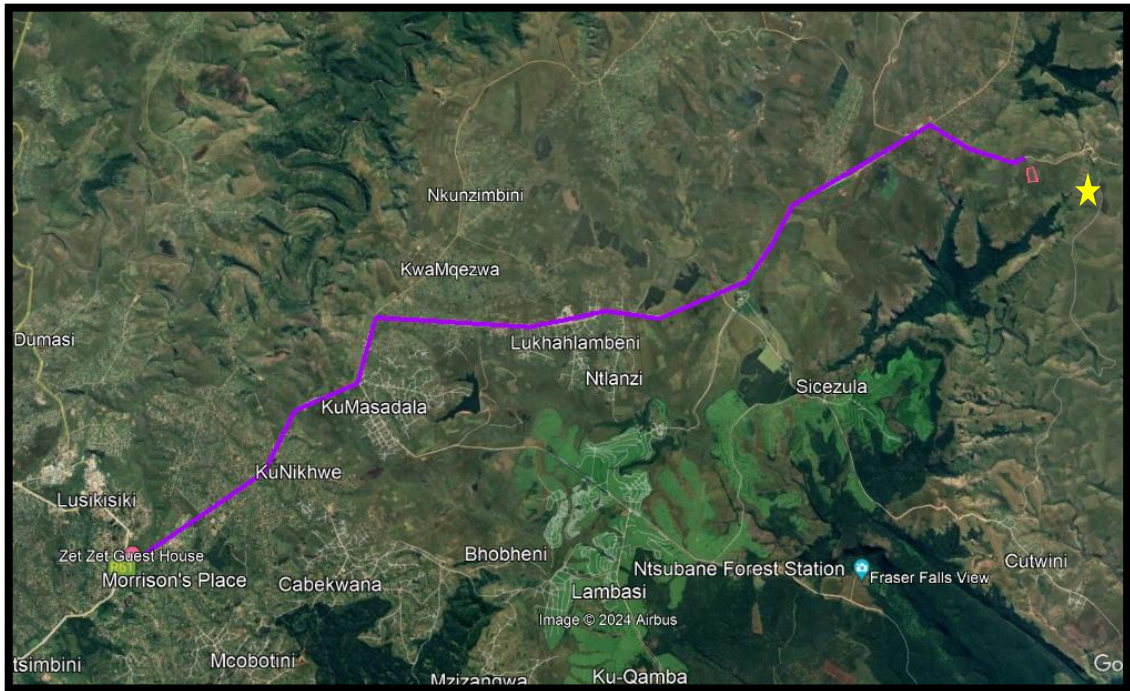 Nkunzimbini
KwaMqezwa
Dumasi
Lukhahlambeni
Ntlanzi
Sicezula
KuMasadala
KuNikhwe
Lusikisiki
Zet Zet Guest House
R61
Morrison's Place
Bhobheni
Cabekwana
Ntsubane Forest Station
Fraser Falls View
Cutwini
Lambasi
Image © 2024 Airbus
tsimbini
Mcobotini
Mzizangwa
Ku-Qamba
Go